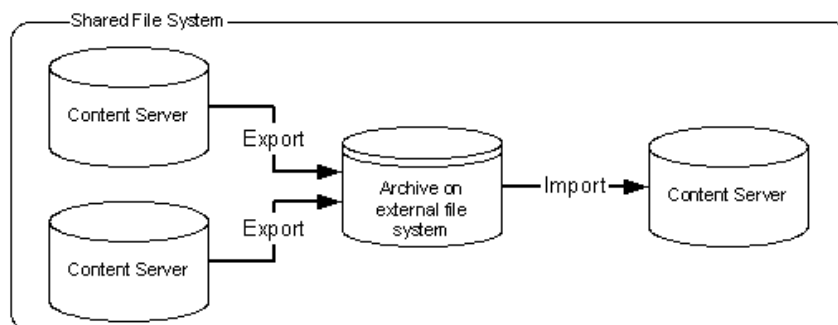 Shared File System
Content Server
Export
Archive on
external file
system
Import
Content Server
Export
Content Server